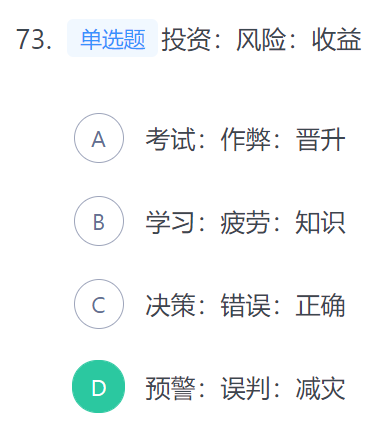 73. 单选题 投资：风险：收益
A 考试：作弊：晋升
B 学习：疲劳：知识
C 决策：错误：正确
D 预警：误判：减灾